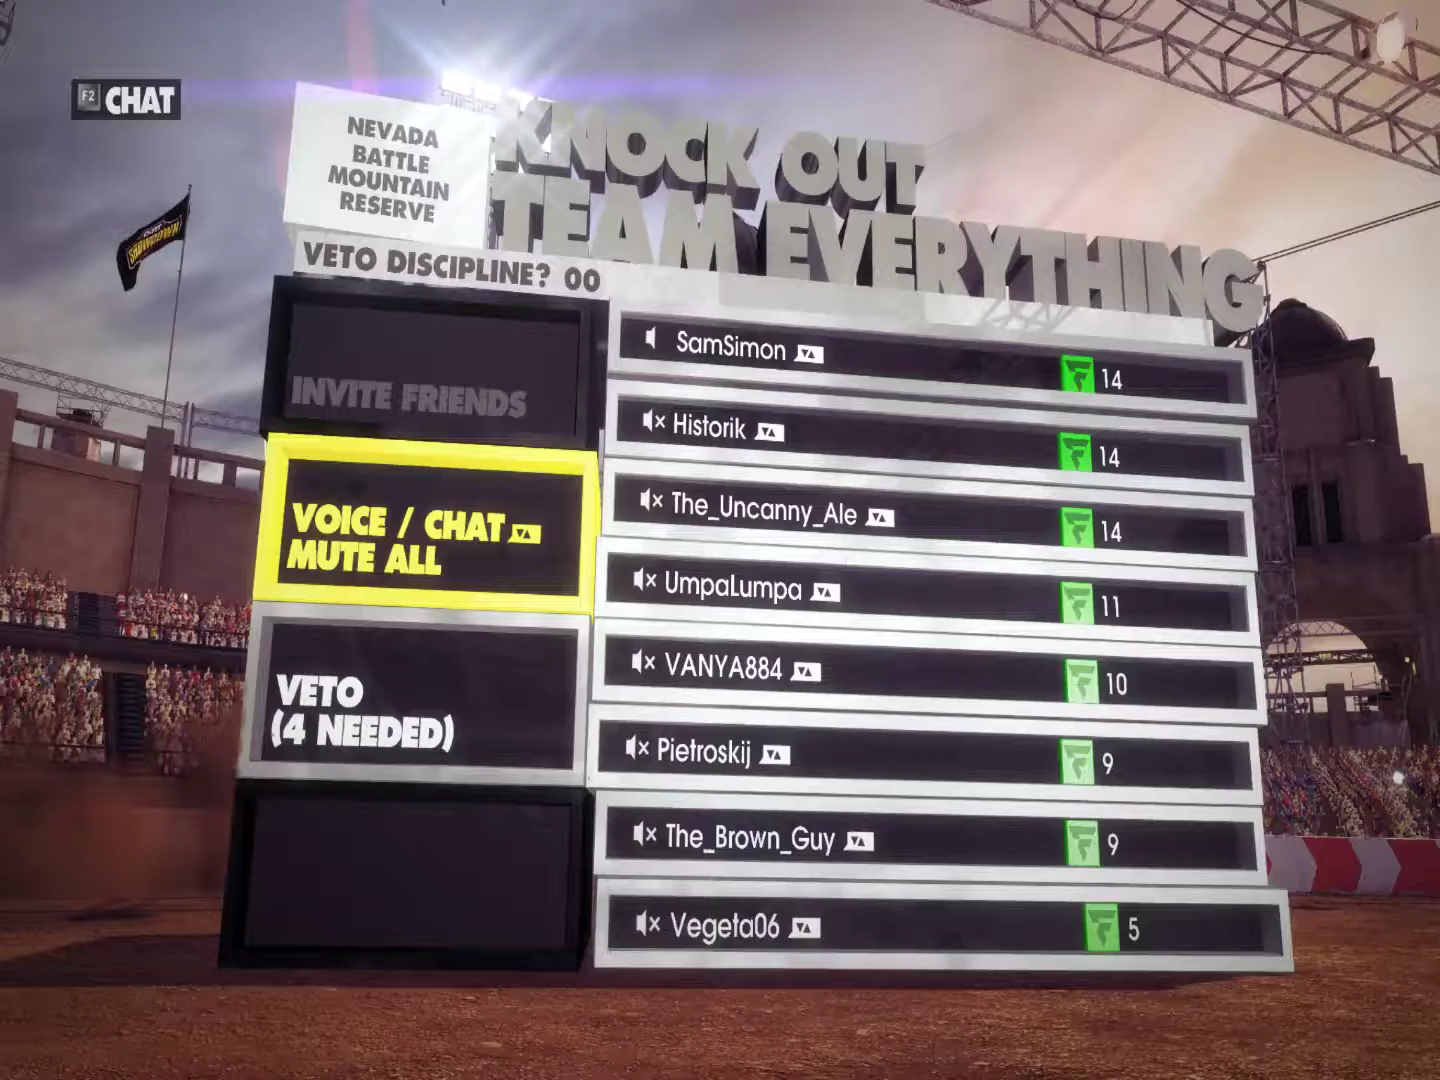 F2 CHAT
NEVADA
BATTLE
MOUNTAIN
RESERVE
KNOCK OUT
TEAM EVERYTHING
VETO DISCIPLINE? 00
INVITE FRIENDS
VOICE / CHAT
MUTE ALL
VETO
(4 NEEDED)
SamSimon 14
Historik 14
The_Uncanny_Ale 14
UmpaLumpa 11
VANYA884 10
Pietroskij 9
The_Brown_Guy 9
Vegeta06 5
SHOWDOWN